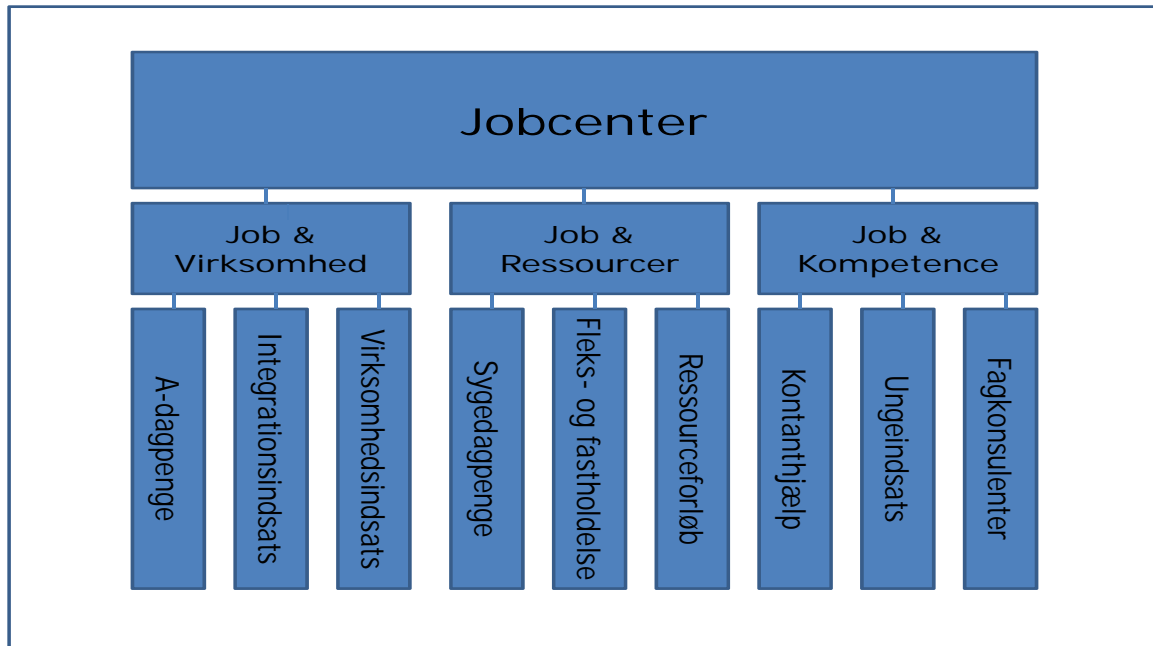 Jobcenter
Job &
Virksomhed
Job &
Ressourcer
Job &
Kompetence
A-dagpenge
Integrationsindsats
Virksomhedsindsats
Sygedagpenge
Fleks- og fastholdelse
Ressourceforløb
Kontanthjælp
Ungeindsats
Fagkonsulenter